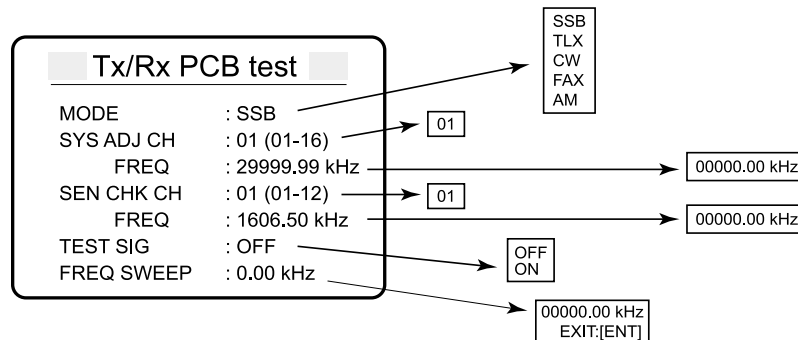 Tx/Rx PCB test
MODE : SSB
SYS ADJ CH : 01 (01-16)
FREQ : 29999.99 kHz
SEN CHK CH : 01 (01-12)
FREQ : 1606.50 kHz
TEST SIG : OFF
FREQ SWEEP : 0.00 kHz
SSB
TLX
CW
FAX
AM
01
00000.00 kHz
01
00000.00 kHz
OFF
ON
00000.00 kHz
EXIT:[ENT]